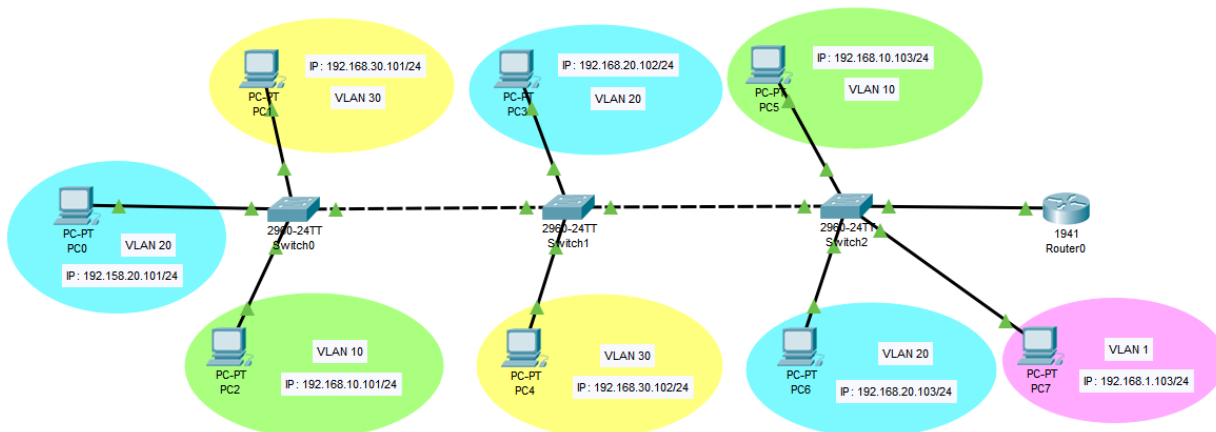 IP: 192.168.30.101/24
VLAN 30
PC-PT
PC1
IP: 192.168.20.102/24
VLAN 20
PC-PT
PC3
IP: 192.168.10.103/24
VLAN 10
PC-PT
PC5
PC-PT
PC0
VLAN 20
IP: 192.158.20.101/24
2960-24TT
Switch0
2960-24TT
Switch1
2960-24TT
Switch2
1941
Router0
VLAN 10
PC-PT
PC2
IP: 192.168.10.101/24
VLAN 30
PC-PT
PC4
IP: 192.168.30.102/24
VLAN 20
PC-PT
PC6
IP: 192.168.20.103/24
VLAN 1
PC-PT
PC7
IP: 192.168.1.103/24